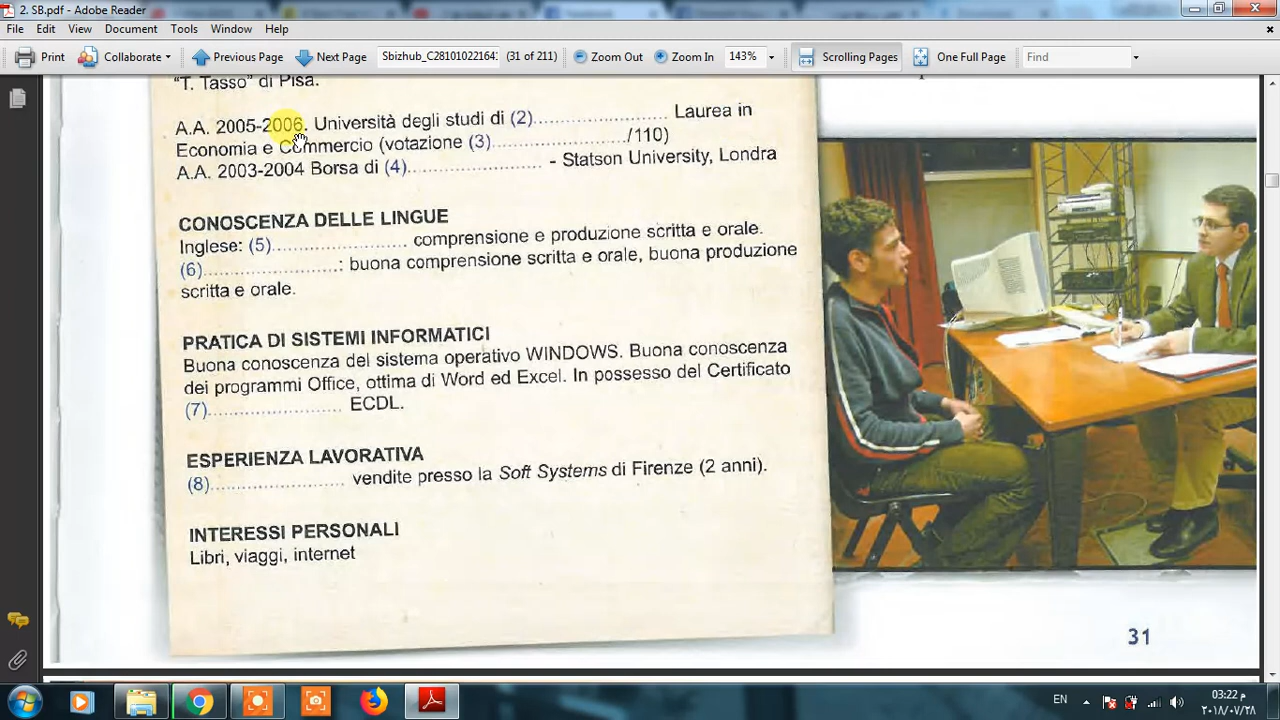 2. SB.pdf - Adobe Reader
File Edit View Document Tools Window Help
Print Collaborate Previous Page Next Page Sbizhub_C28101022164 (31 of 211) Zoom Out Zoom In 143% Scrolling Pages One Full Page Find
"T. Tasso" di Pisa.
A.A. 2005-2006. Università degli studi di (2)........................ Laurea in
Economia e Commercio (votazione (3)........................../110)
A.A. 2003-2004 Borsa di (4)......................... - Statson University, Londra
CONOSCENZA DELLE LINGUE
Inglese: (5)......................... comprensione e produzione scritta e orale.
(6).........................: buona comprensione scritta e orale, buona produzione
scritta e orale.
PRATICA DI SISTEMI INFORMATICI
Buona conoscenza del sistema operativo WINDOWS. Buona conoscenza
dei programmi Office, ottima di Word ed Excel. In possesso del Certificato
(7)......................... ECDL.
ESPERIENZA LAVORATIVA
(8)......................... vendite presso la Soft Systems di Firenze (2 anni).
INTERESSI PERSONALI
Libri, viaggi, internet
31
EN
03:22 م
٢٠١٨/٠٧/٢٨